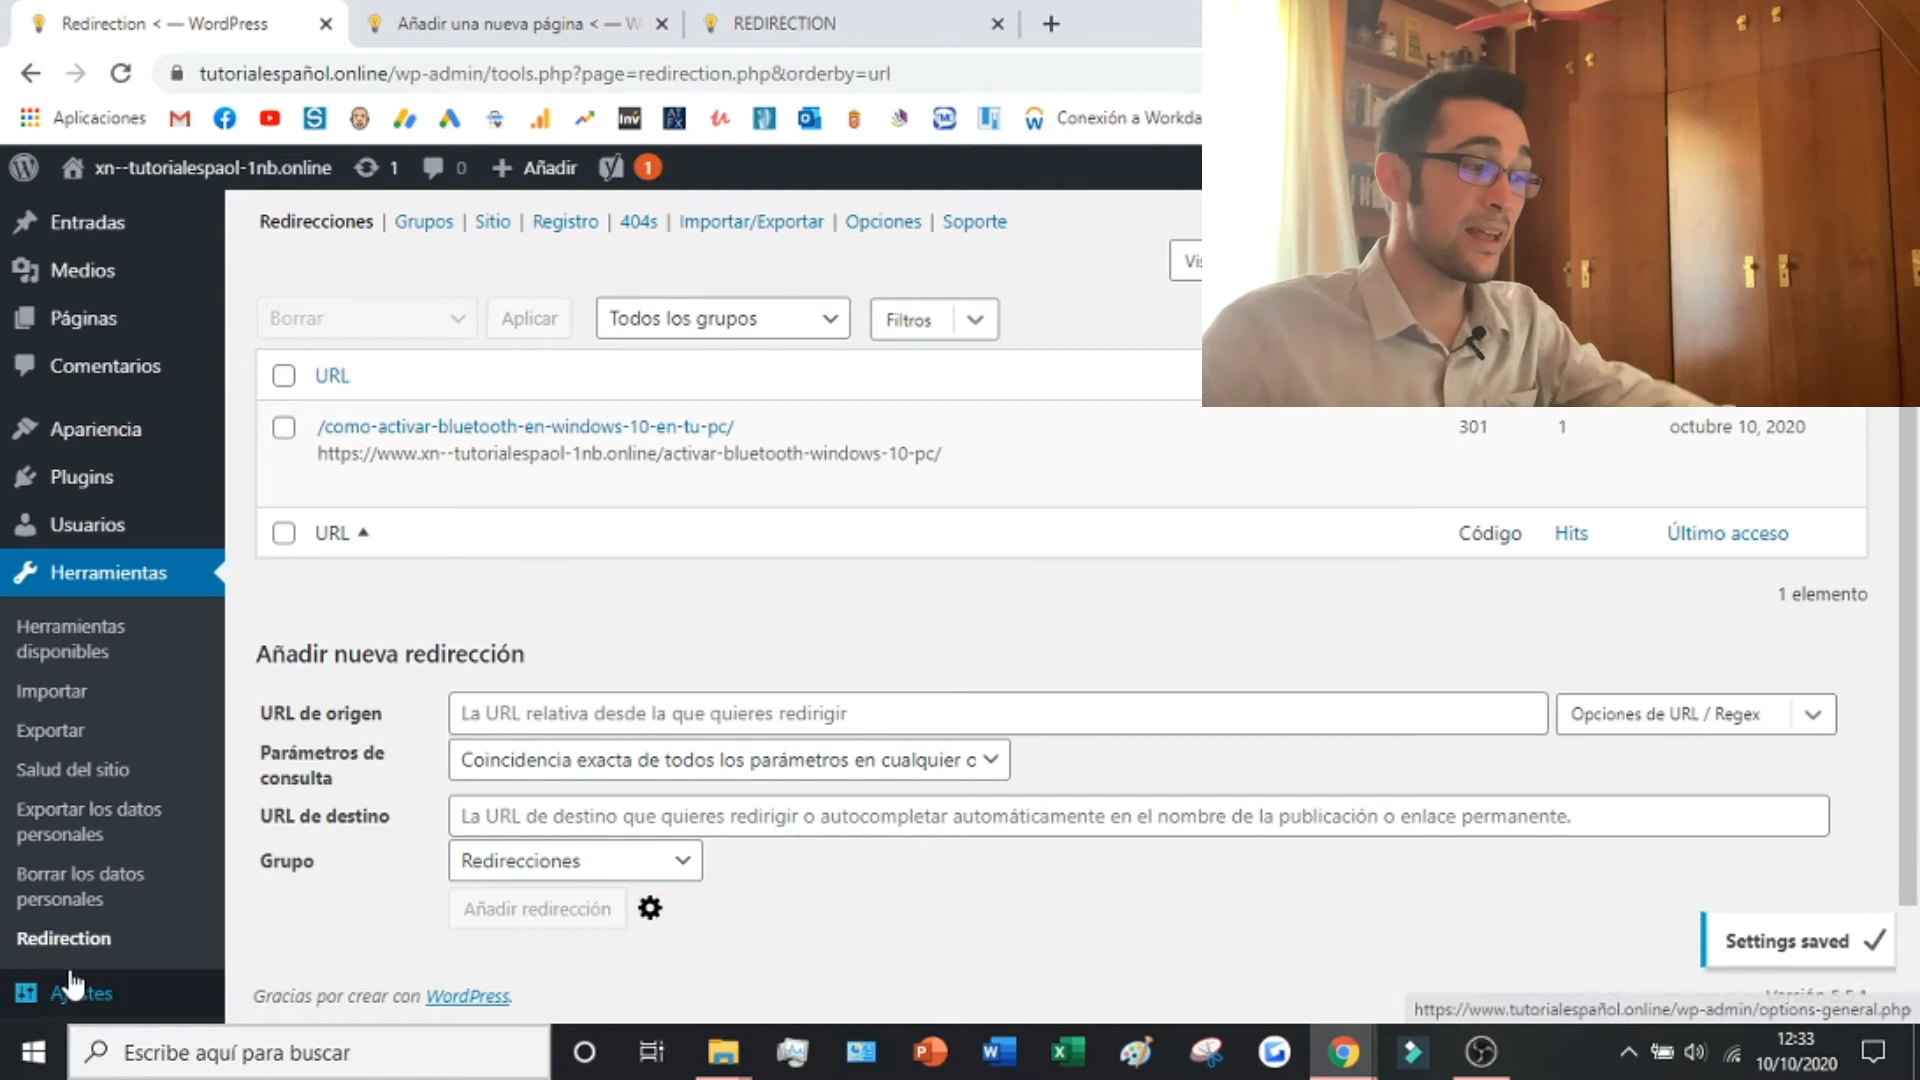 Redirection < — WordPress
Añadir una nueva página < — W
REDIRECTION
tutorialespañol.online/wp-admin/tools.php?page=redirection.php&orderby=url
Aplicaciones
Conexión a Workda
xn--tutorialespaol-1nb.online
1
0
Añadir
1
Entradas
Medios
Páginas
Comentarios
Apariencia
Plugins
Usuarios
Herramientas
Herramientas
disponibles
Importar
Exportar
Salud del sitio
Exportar los datos
personales
Borrar los datos
personales
Redirection
Redirecciones | Grupos | Sitio | Registro | 404s | Importar/Exportar | Opciones | Soporte
Borrar
Aplicar
Todos los grupos
Filtros
URL
/como-activar-bluetooth-en-windows-10-en-tu-pc/
301
1
octubre 10, 2020
https://www.xn--tutorialespaol-1nb.online/activar-bluetooth-windows-10-pc/
URL
Código
Hits
Último acceso
1 elemento
Añadir nueva redirección
URL de origen
La URL relativa desde la que quieres redirigir
Opciones de URL / Regex
Parámetros de
consulta
Coincidencia exacta de todos los parámetros en cualquier o
URL de destino
La URL de destino que quieres redirigir o autocompletar automáticamente en el nombre de la publicación o enlace permanente.
Grupo
Redirecciones
Añadir redirección
Settings saved
Gracias por crear con WordPress.
https://www.tutorialespañol.online/wp-admin/options-general.php
Escribe aquí para buscar
12:33
10/10/2020